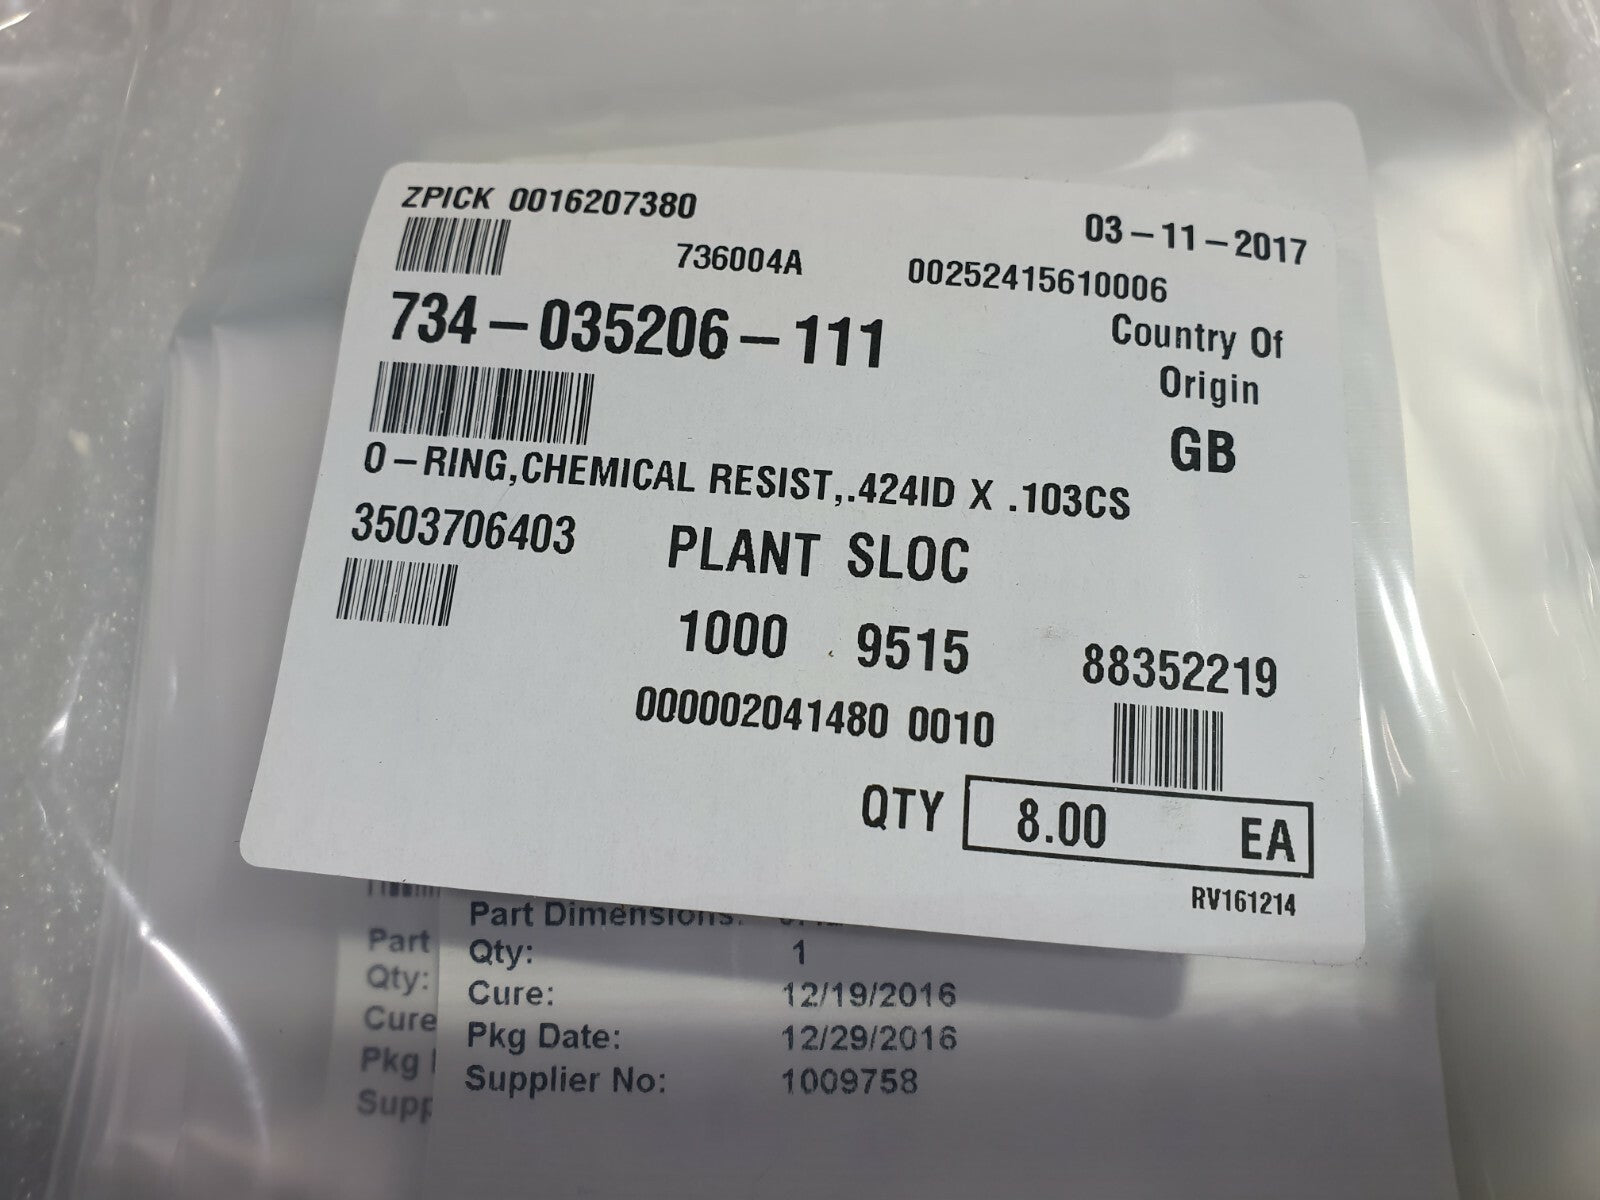 ZPICK 0016207380
03-11-2017
736004A 00252415610006
734-035206-111
Country Of
Origin
GB
O-RING,CHEMICAL RESIST,.424ID X .103CS
3503706403
PLANT SLOC
1000 9515
88352219
000002041480 0010
QTY 8.00 EA
RV161214
Part Dimensions:
Qty: 1
Cure: 12/19/2016
Pkg Date: 12/29/2016
Supplier No: 1009758
Part
Qty:
Cure
Pkg
Supp